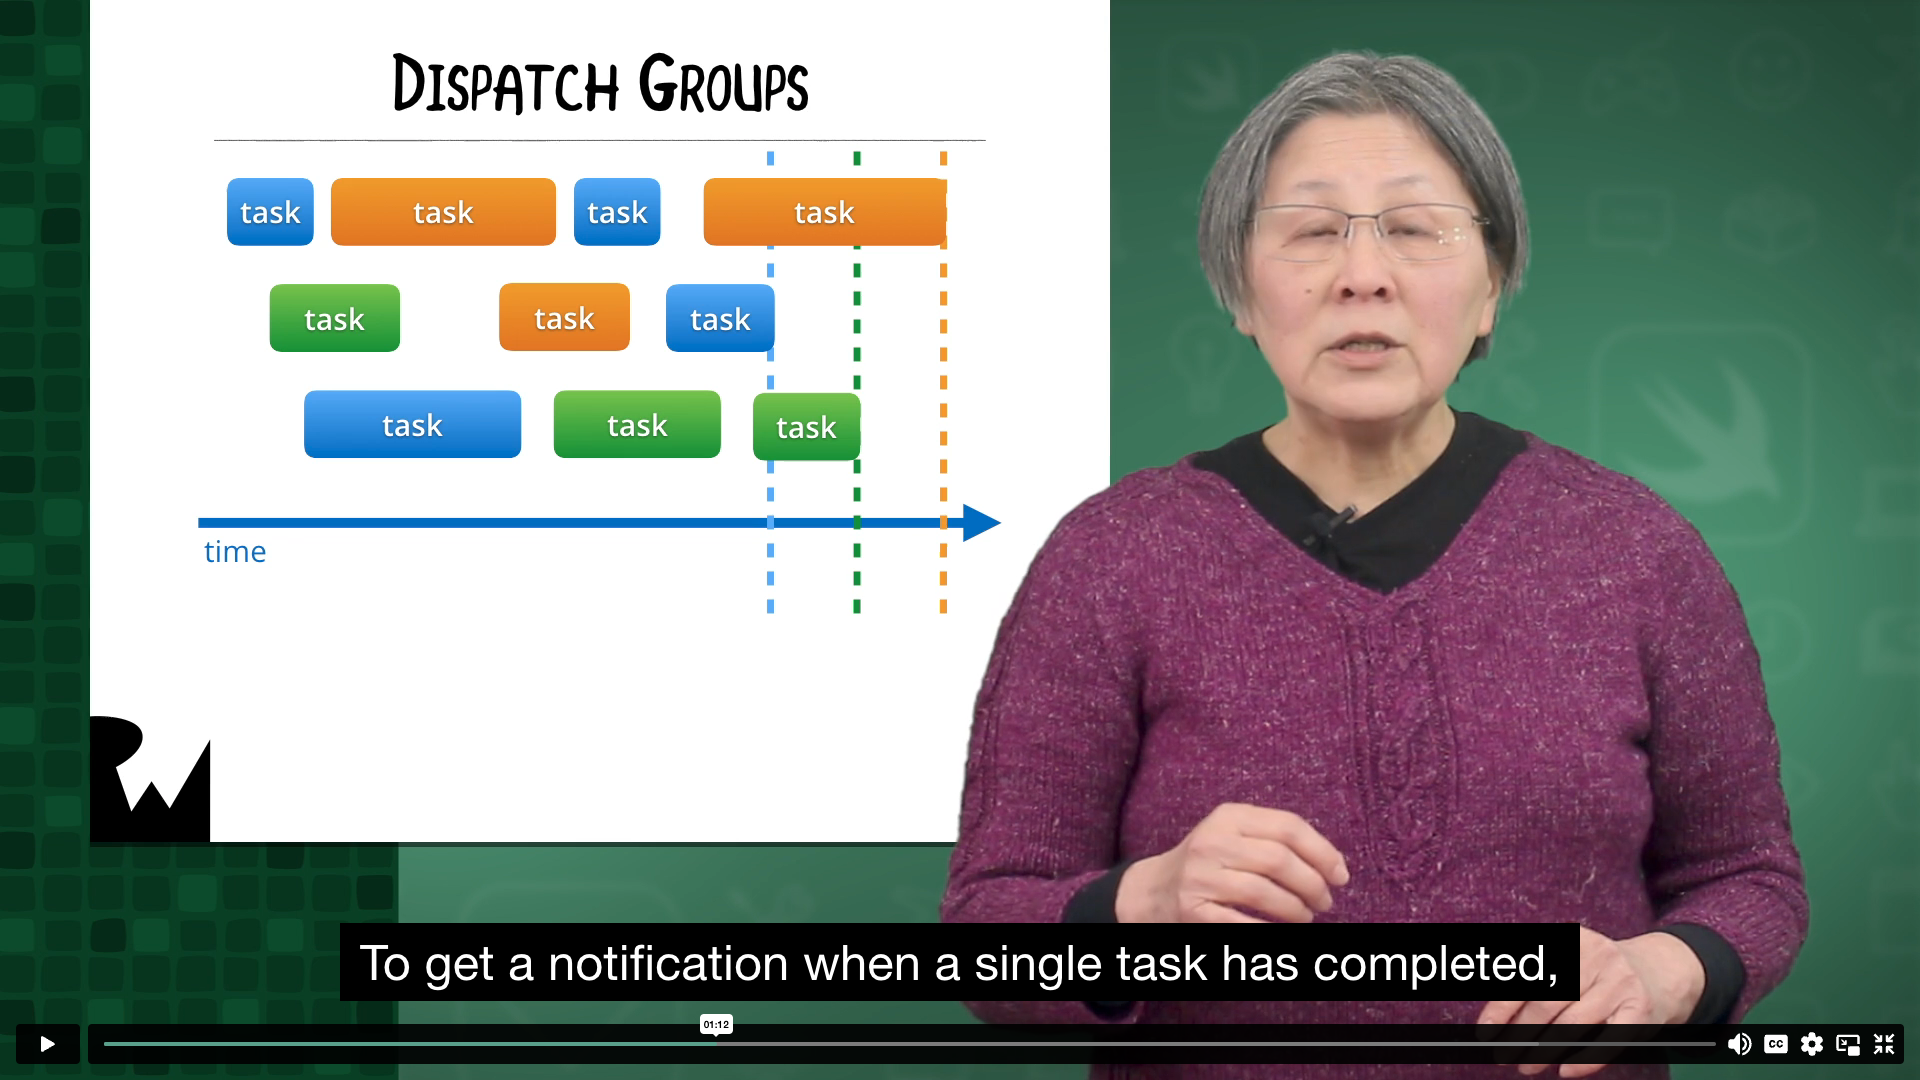 DISPATCH GROUPS
task task task task
task task task
task task task
time
RW
To get a notification when a single task has completed,
01:12
CC